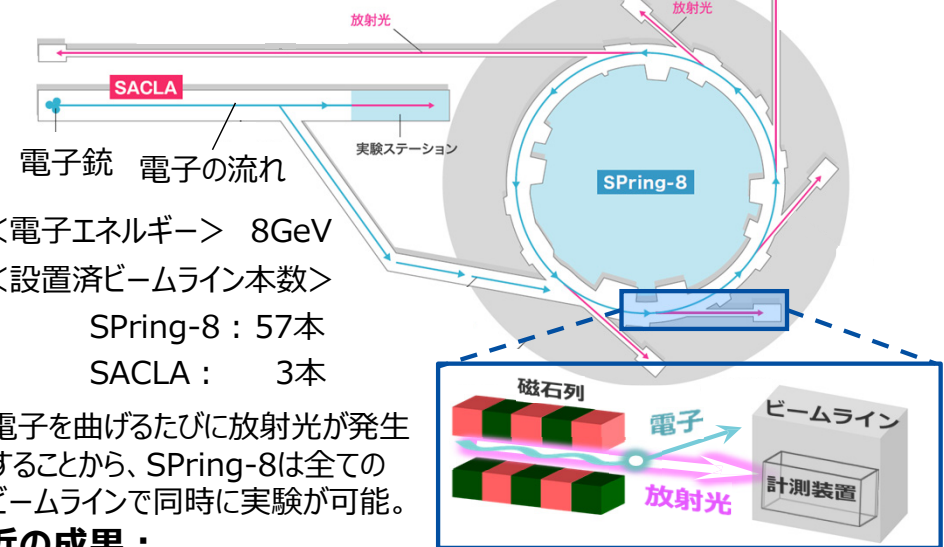 放射光
放射光
SACLA
実験ステーション
電子銃
電子の流れ
SPring-8
<電子エネルギー> 8GeV
<設置済ビームライン本数>
SPring-8：57本
SACLA： 3本
電子を曲げるたびに放射光が発生
することから、SPring-8は全ての
ビームラインで同時に実験が可能。
近の成果：
磁石列
電子
放射光
ビームライン
計測装置